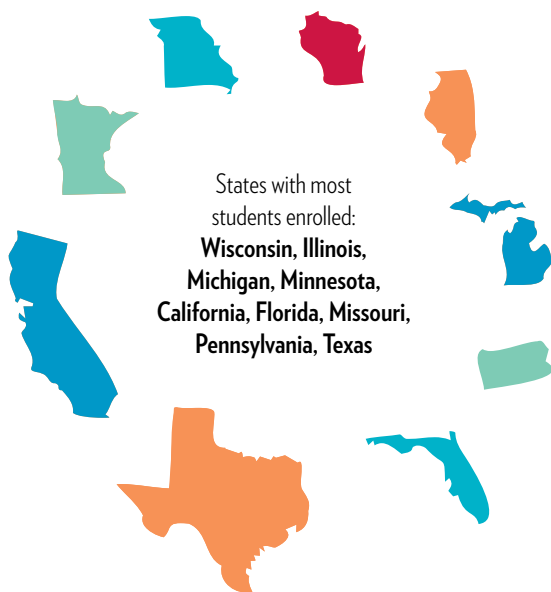 States with most
students enrolled:
Wisconsin, Illinois,
Michigan, Minnesota,
California, Florida, Missouri,
Pennsylvania, Texas